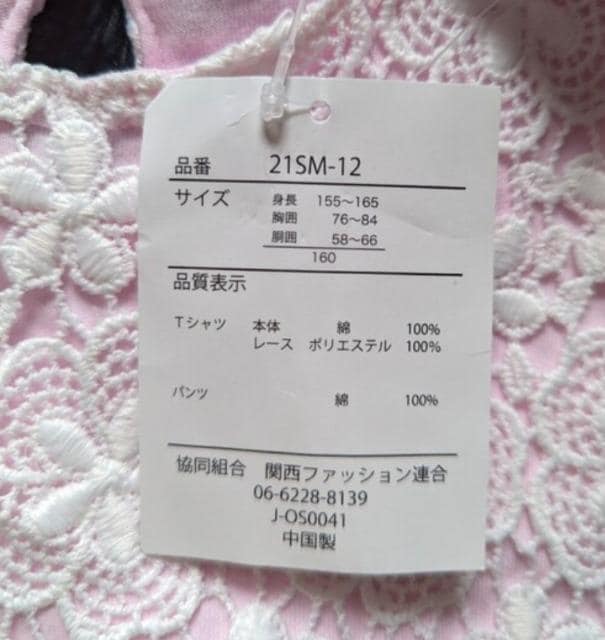 品番 21SM-12
サイズ 身長 155～165
胸囲 76～84
胴囲 58～66
160
品質表示
Tシャツ 本体 綿 100%
レース ポリエステル 100%
パンツ 綿 100%
協同組合 関西ファッション連合
06-6228-8139
J-OS0041
中国製